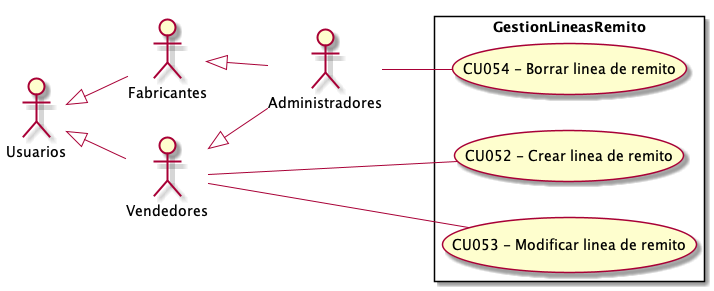 GestionLineasRemito
CU054 - Borrar linea de remito
Fabricantes
Administradores
Usuarios
CU052 - Crear linea de remito
Vendedores
CU053 - Modificar linea de remito